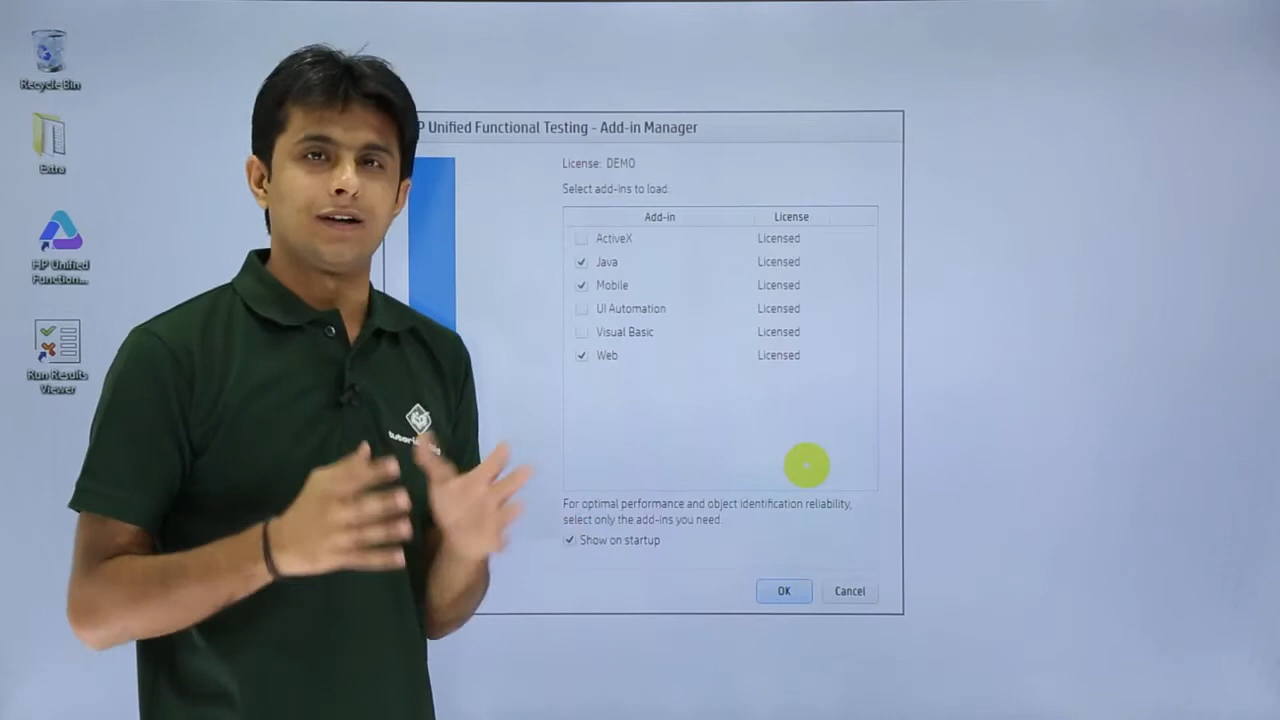 Recycle Bin
Extra
HP Unified
Function...
Run Results
Viewer
P Unified Functional Testing - Add-in Manager
License: DEMO
Select add-ins to load:
Add-in License
ActiveX Licensed
Java Licensed
Mobile Licensed
UI Automation Licensed
Visual Basic Licensed
Web Licensed
For optimal performance and object identification reliability,
select only the add-ins you need.
Show on startup
OK Cancel